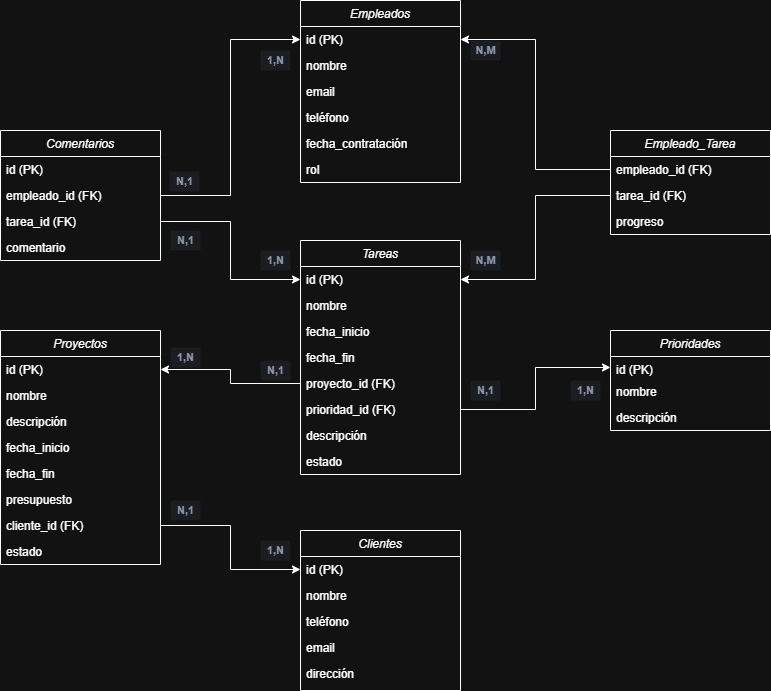 Empleados
id (PK)
nombre
email
teléfono
fecha_contratación
rol
1,N
N,M
Comentarios
id (PK)
empleado_id (FK)
tarea_id (FK)
comentario
N,1
N,1
Empleado_Tarea
empleado_id (FK)
tarea_id (FK)
progreso
1,N
N,M
Tareas
id (PK)
nombre
fecha_inicio
fecha_fin
proyecto_id (FK)
prioridad_id (FK)
descripción
estado
1,N
N,1
N,1
1,N
Proyectos
id (PK)
nombre
descripción
fecha_inicio
fecha_fin
presupuesto
cliente_id (FK)
estado
Prioridades
id (PK)
nombre
descripción
N,1
1,N
Clientes
id (PK)
nombre
teléfono
email
dirección